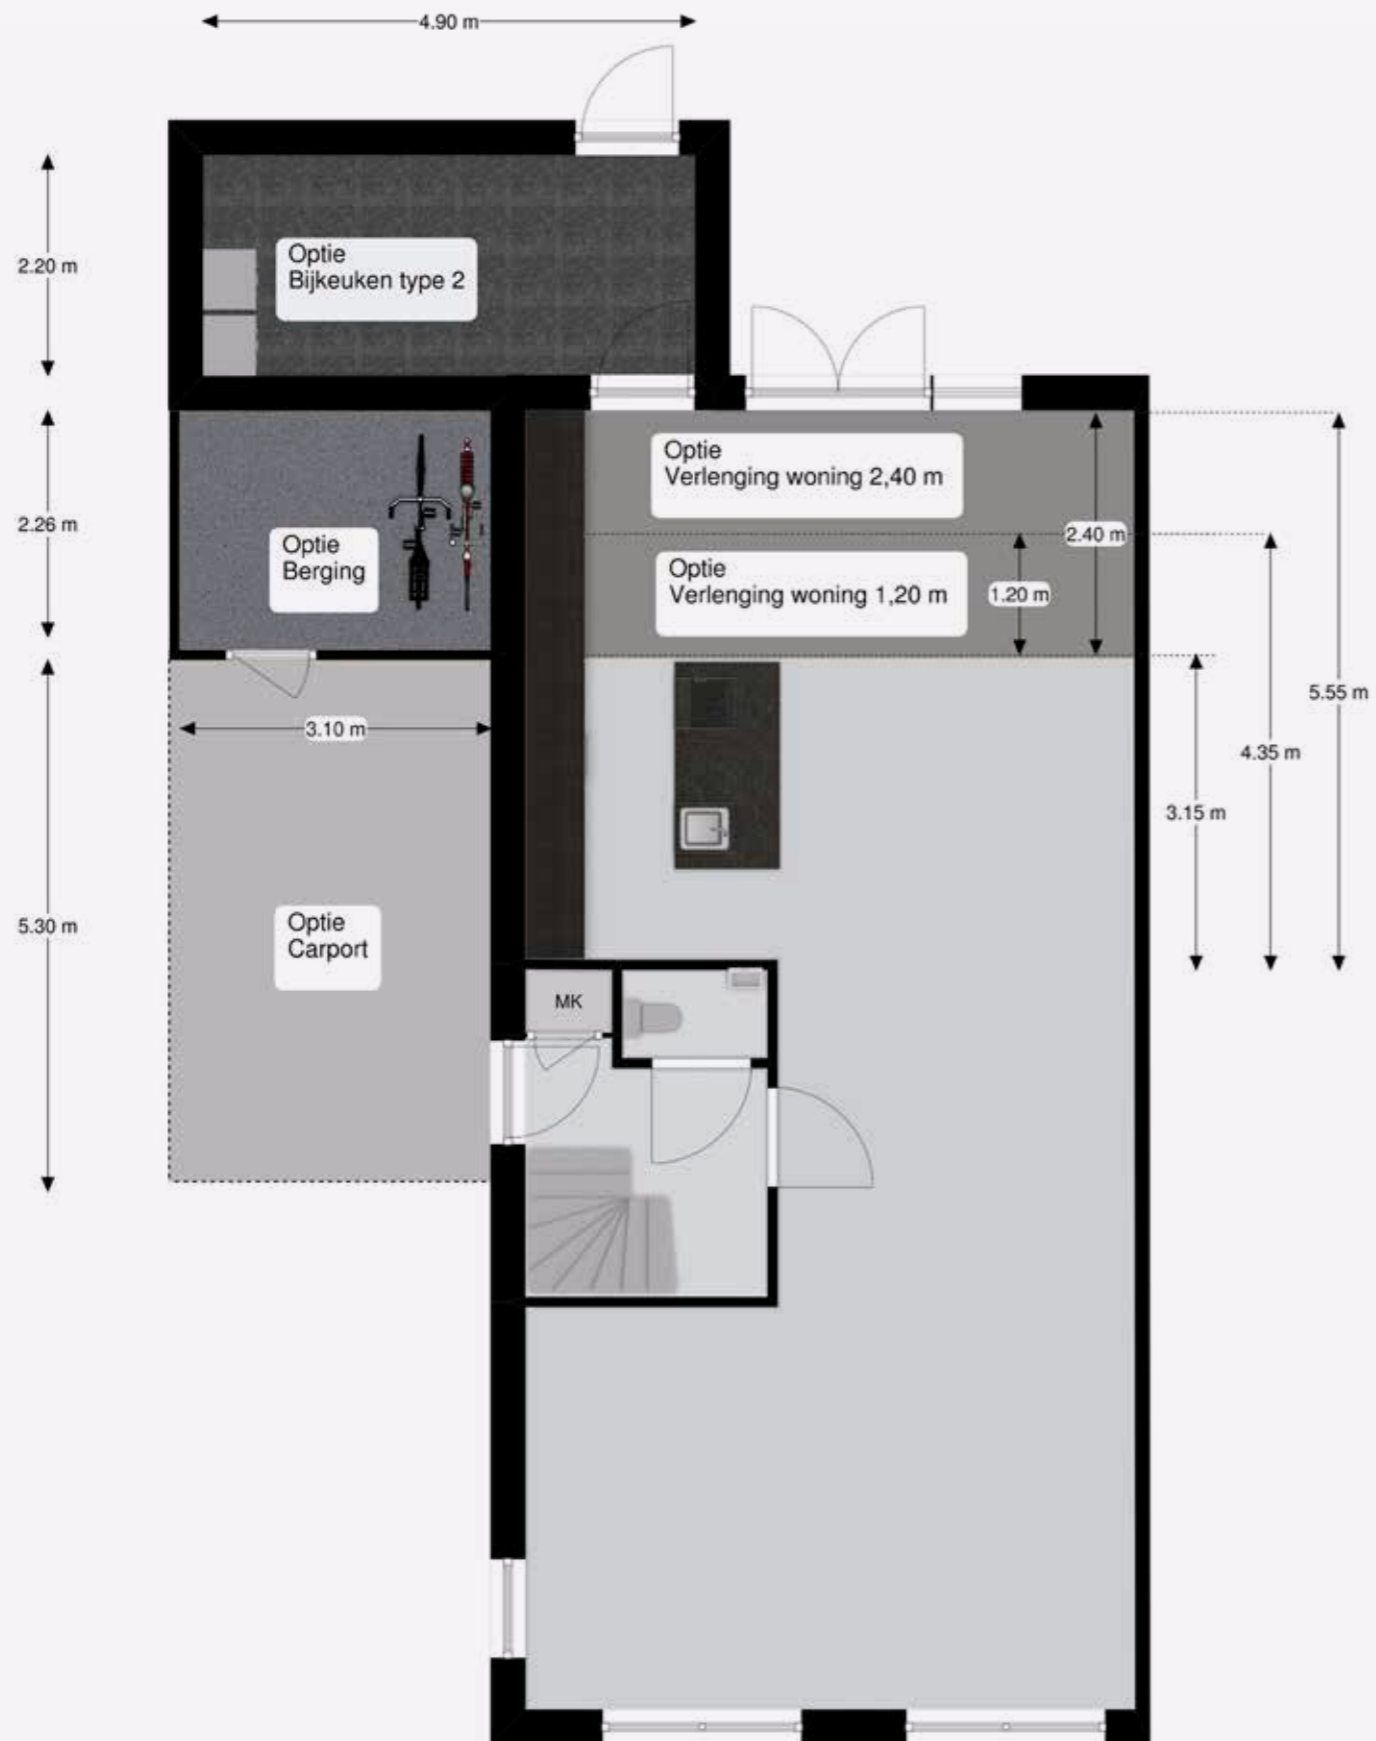 4.90 m
2.20 m
Optie
Bijkeuken type 2
2.26 m
Optie
Berging
Optie
Verlenging woning 2,40 m
2.40 m
Optie
Verlenging woning 1,20 m
1.20 m
5.55 m
4.35 m
3.15 m
3.10 m
5.30 m
Optie
Carport
MK